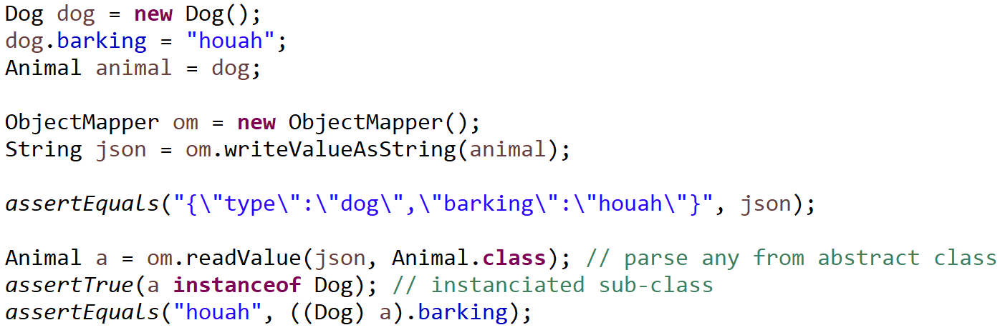 Dog dog = new Dog();
dog.barking = "houah";
Animal animal = dog;
ObjectMapper om = new ObjectMapper();
String json = om.writeValueAsString(animal);
assertEquals("{\"type\":\"dog\",\"barking\":\"houah\"}", json);
Animal a = om.readValue(json, Animal.class); // parse any from abstract class
assertTrue(a instanceof Dog); // instanciated sub-class
assertEquals("houah", ((Dog) a).barking);